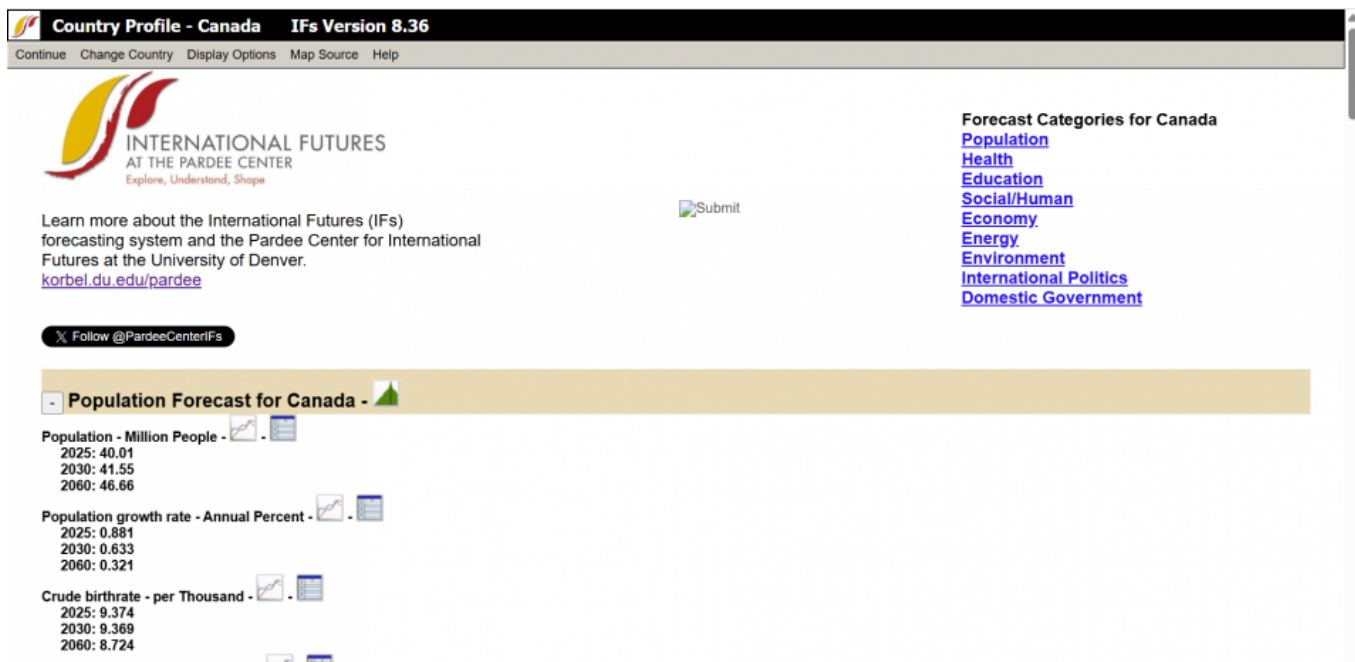 Country Profile - Canada IFs Version 8.36
Continue Change Country Display Options Map Source Help
INTERNATIONAL FUTURES
AT THE PARDEE CENTER
Explore, Understand, Shape
Learn more about the International Futures (IFs)
forecasting system and the Pardee Center for International
Futures at the University of Denver.
korbel.du.edu/pardee
X Follow @PardeeCenterIFs
Submit
Forecast Categories for Canada
Population
Health
Education
Social/Human
Economy
Energy
Environment
International Politics
Domestic Government
- Population Forecast for Canada -
Population - Million People - -
2025: 40.01
2030: 41.55
2060: 46.66
Population growth rate - Annual Percent - -
2025: 0.881
2030: 0.633
2060: 0.321
Crude birthrate - per Thousand - -
2025: 9.374
2030: 9.369
2060: 8.724